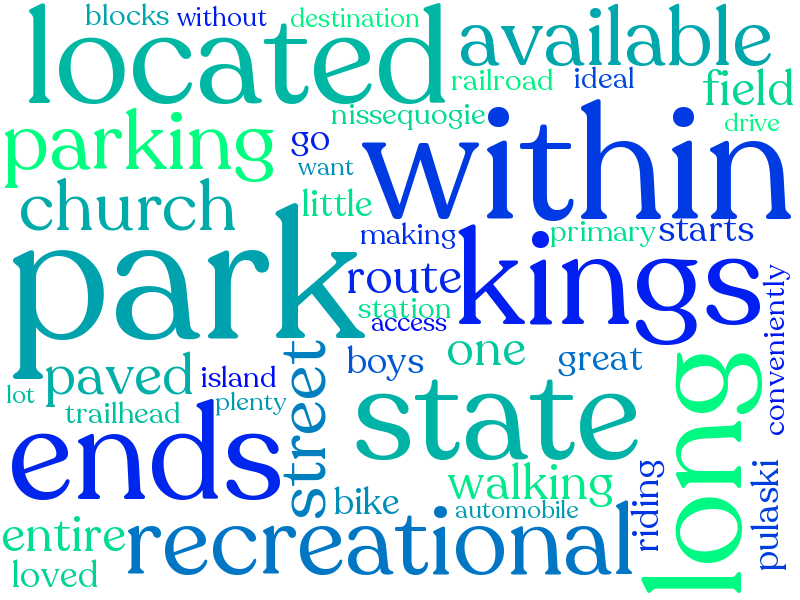 blocks without destination
located available
railroad ideal field
nissequogie drive
parking go within
want
church little
making primary starts
park route kings
station
access
conveniently
paved island boys one great
lot trailhead plenty street state long
ends walking
bike automobile riding pulaski
entire recreational
loved